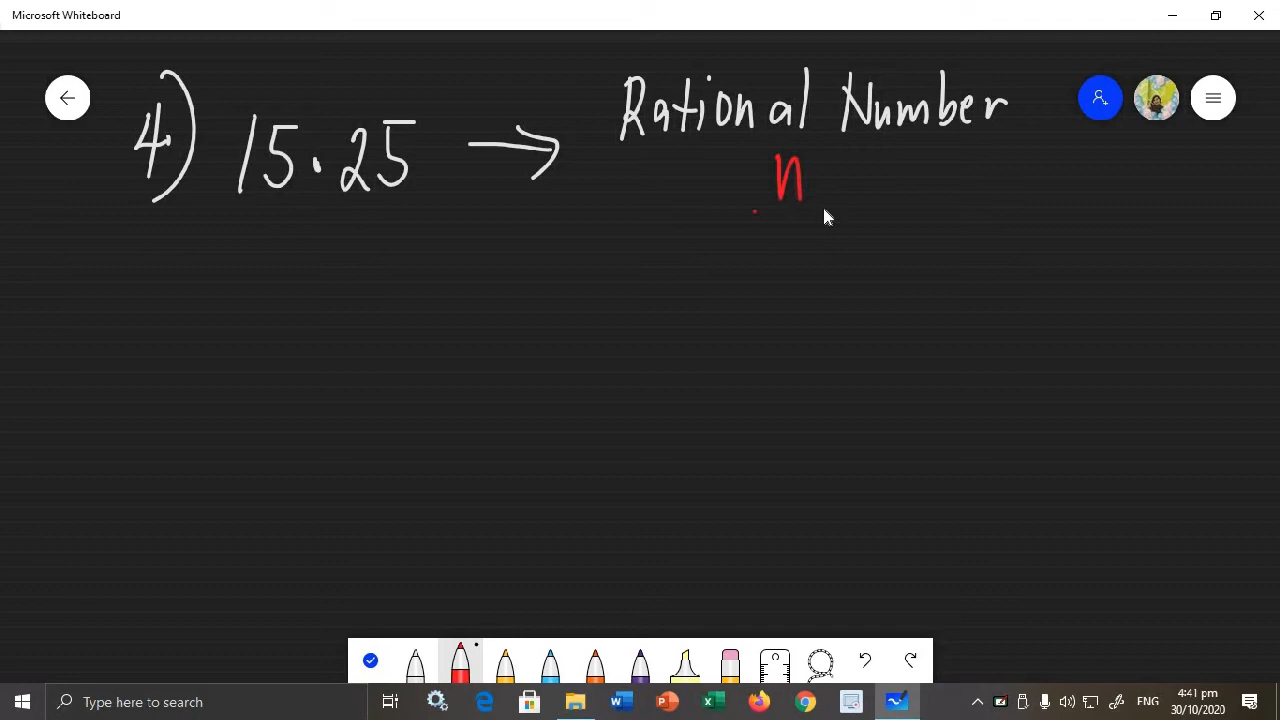 Microsoft Whiteboard
4) 15.25 → Rational Number
n
Type here to search
ENG
4:41 pm
30/10/2020